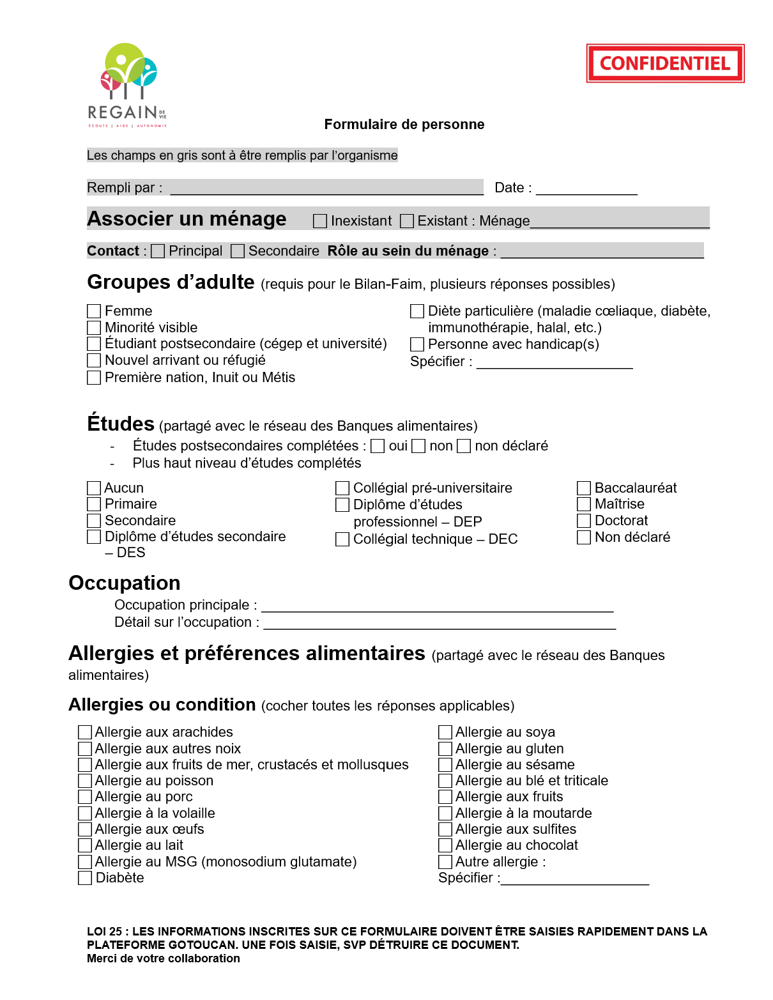 CONFIDENTIEL
REGAIN DE VIE
ÉCOUTE | AIDE | AUTONOMIE
Formulaire de personne
Les champs en gris sont à être remplis par l’organisme
Rempli par : ________________________________________ Date : _____________
Associer un ménage ☐ Inexistant ☐ Existant : Ménage_______________________
Contact : ☐ Principal ☐ Secondaire Rôle au sein du ménage : __________________________
Groupes d’adulte (requis pour le Bilan-Faim, plusieurs réponses possibles)
☐ Femme
☐ Minorité visible
☐ Étudiant postsecondaire (cégep et université)
☐ Nouvel arrivant ou réfugié
☐ Première nation, Inuit ou Métis
☐ Diète particulière (maladie cœliaque, diabète,
immunothérapie, halal, etc.)
☐ Personne avec handicap(s)
Spécifier : ____________________
Études (partagé avec le réseau des Banques alimentaires)
- Études postsecondaires complétées : ☐ oui ☐ non ☐ non déclaré
- Plus haut niveau d’études complétés
☐ Aucun
☐ Primaire
☐ Secondaire
☐ Diplôme d’études secondaire
– DES
☐ Collégial pré-universitaire
☐ Diplôme d’études
professionnel – DEP
☐ Collégial technique – DEC
☐ Baccalauréat
☐ Maîtrise
☐ Doctorat
☐ Non déclaré
Occupation
Occupation principale : _____________________________________________
Détail sur l’occupation : _____________________________________________
Allergies et préférences alimentaires (partagé avec le réseau des Banques
alimentaires)
Allergies ou condition (cocher toutes les réponses applicables)
☐ Allergie aux arachides
☐ Allergie aux autres noix
☐ Allergie aux fruits de mer, crustacés et mollusques
☐ Allergie au poisson
☐ Allergie au porc
☐ Allergie à la volaille
☐ Allergie aux œufs
☐ Allergie au lait
☐ Allergie au MSG (monosodium glutamate)
☐ Diabète
☐ Allergie au soya
☐ Allergie au gluten
☐ Allergie au sésame
☐ Allergie au blé et triticale
☐ Allergie aux fruits
☐ Allergie à la moutarde
☐ Allergie aux sulfites
☐ Allergie au chocolat
☐ Autre allergie :
Spécifier :___________________
LOI 25 : LES INFORMATIONS INSCRITES SUR CE FORMULAIRE DOIVENT ÊTRE SAISIES RAPIDEMENT DANS LA
PLATEFORME GOTOUCAN. UNE FOIS SAISIE, SVP DÉTRUIRE CE DOCUMENT.
Merci de votre collaboration